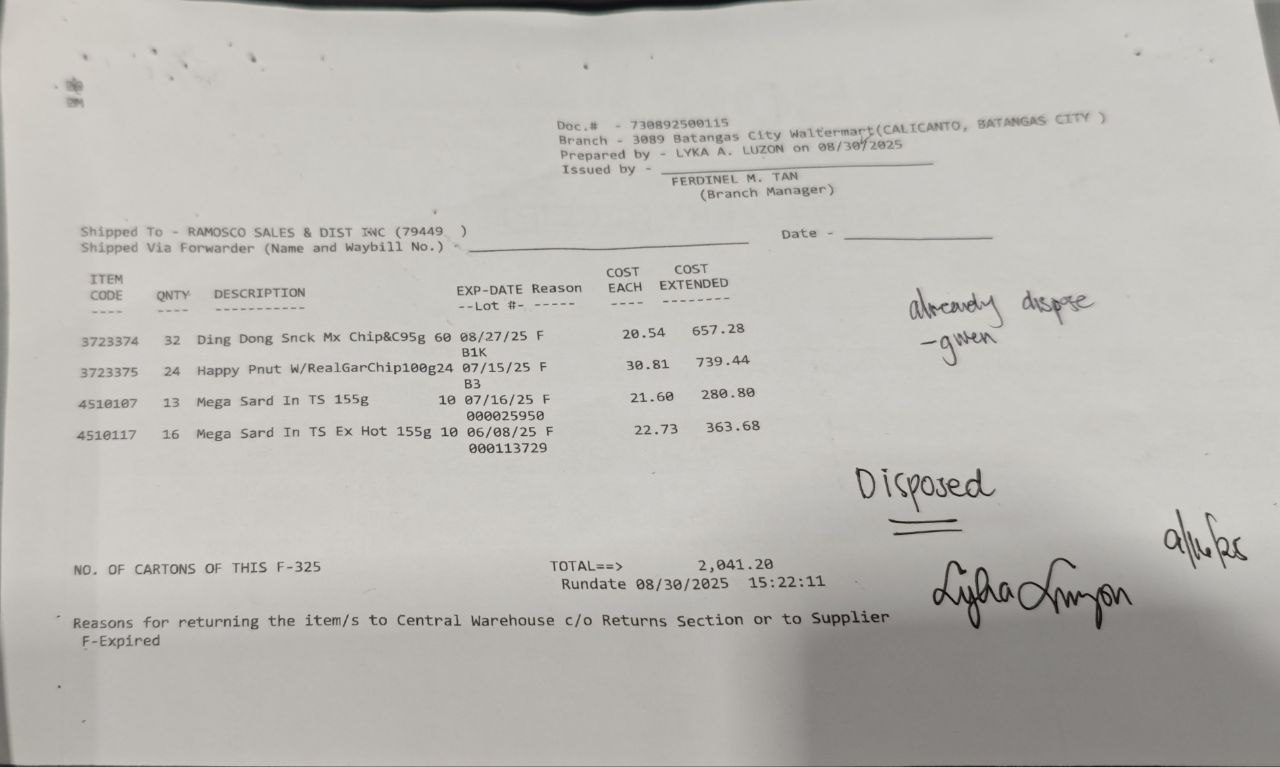 Doc.# - 730892500115
Branch - 3089 Batangas City Waltermart(CALICANTO, BATANGAS CITY )
Prepared by - LYKA A. LUZON on 08/30/2025
Issued by - ____________________
FERDINEL M. TAN
(Branch Manager)
Shipped To - RAMOSCO SALES & DIST INC (79449 )
Shipped Via Forwarder (Name and Waybill No.) - ____________________ Date - ____________________
ITEM COST COST
CODE QNTY DESCRIPTION EXP-DATE Reason EACH EXTENDED
---- ---- ----------- --Lot #- ----- ---- --------
3723374 32 Ding Dong Snck Mx Chip&C95g 60 08/27/25 F 20.54 657.28
B1K
3723375 24 Happy Pnut W/RealGarChip100g24 07/15/25 F 30.81 739.44
B3
4510107 13 Mega Sard In TS 155g 10 07/16/25 F 21.60 280.80
000025950
4510117 16 Mega Sard In TS Ex Hot 155g 10 06/08/25 F 22.73 363.68
000113729
already dispose
-gwen
Disposed
Lyka Luzon
NO. OF CARTONS OF THIS F-325 TOTAL==> 2,041.20
Rundate 08/30/2025 15:22:11
Reasons for returning the item/s to Central Warehouse c/o Returns Section or to Supplier
F-Expired